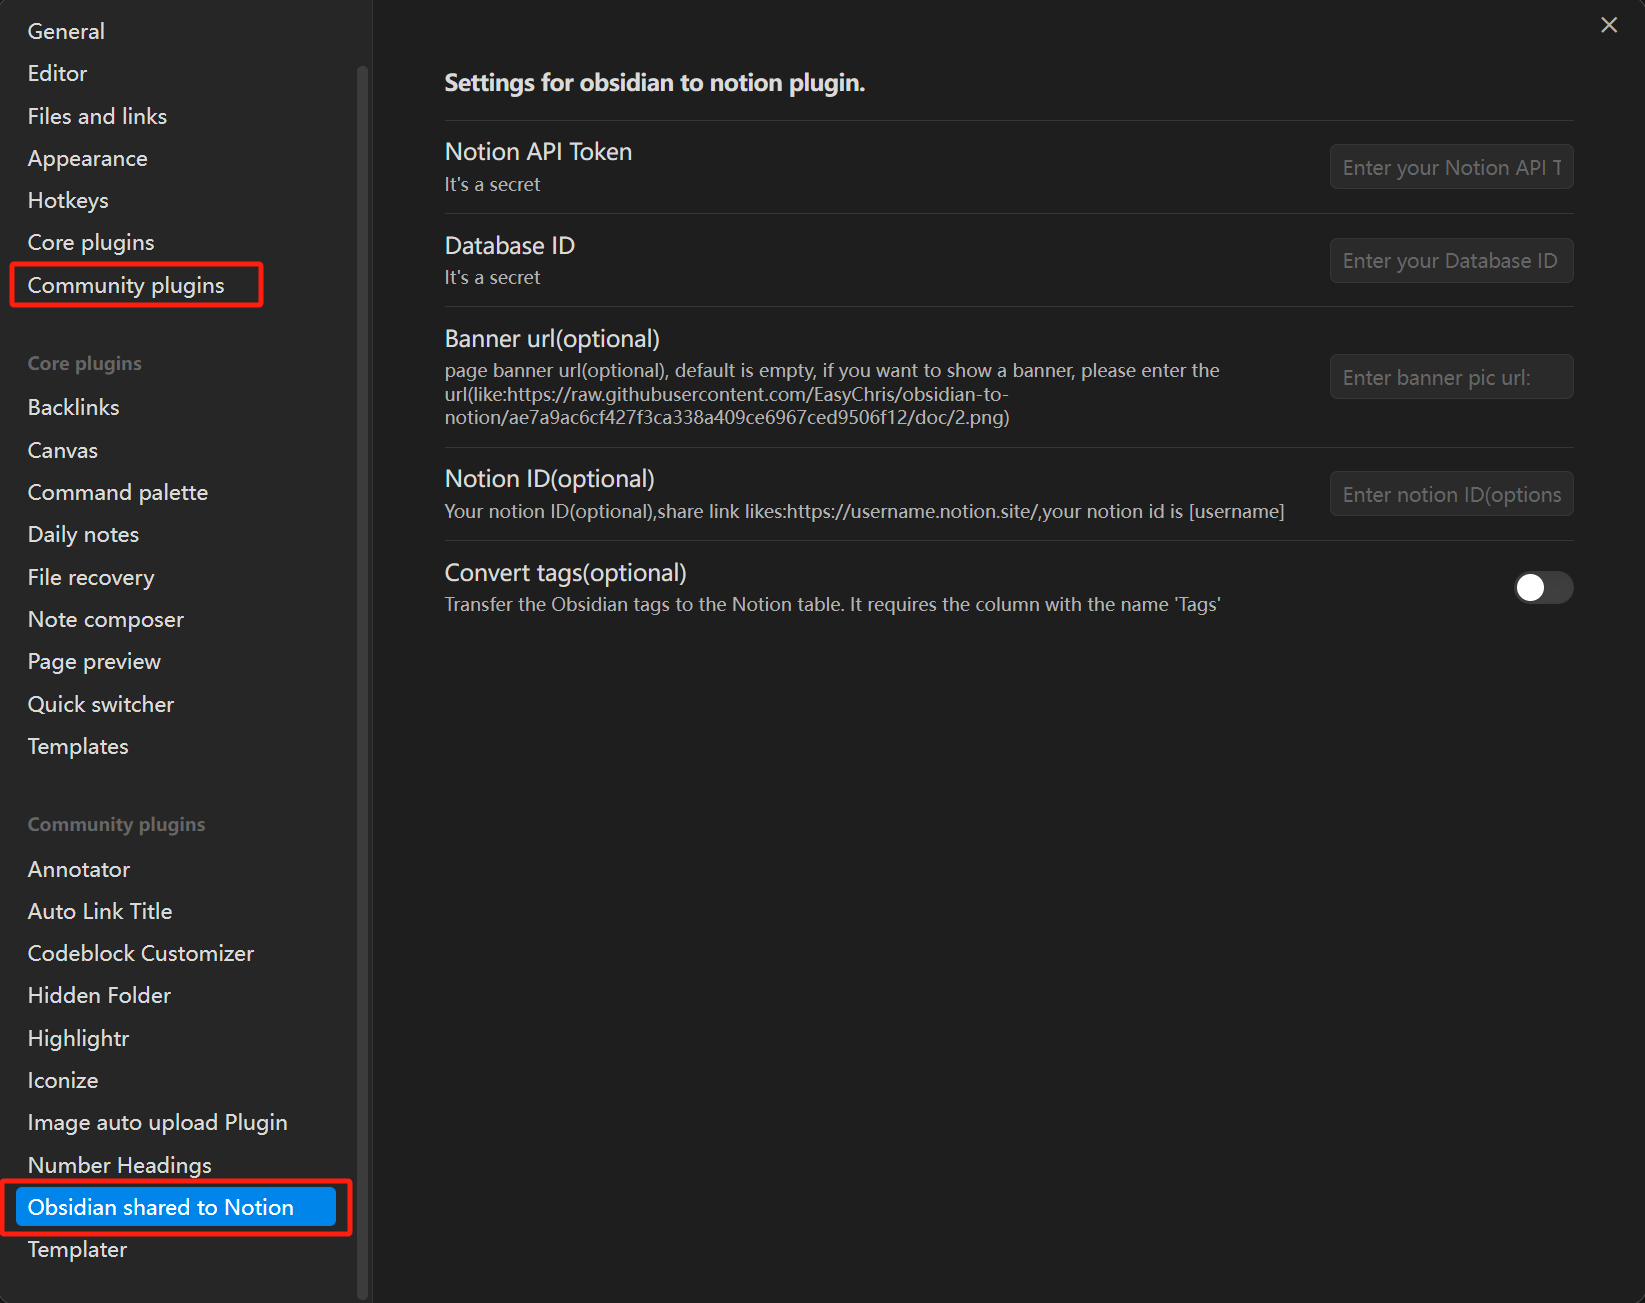 General
Editor
Files and links
Appearance
Hotkeys
Core plugins
Community plugins
Core plugins
Backlinks
Canvas
Command palette
Daily notes
File recovery
Note composer
Page preview
Quick switcher
Templates
Community plugins
Annotator
Auto Link Title
Codeblock Customizer
Hidden Folder
Highlightr
Iconize
Image auto upload Plugin
Number Headings
Obsidian shared to Notion
Templater
Settings for obsidian to notion plugin.
Notion API Token
It's a secret
Enter your Notion API T
Database ID
It's a secret
Enter your Database ID
Banner url(optional)
page banner url(optional), default is empty, if you want to show a banner, please enter the
url(like:https://raw.githubusercontent.com/EasyChris/obsidian-to-
notion/ae7a9ac6cf427f3ca338a409ce6967ced9506f12/doc/2.png)
Enter banner pic url:
Notion ID(optional)
Your notion ID(optional),share link likes:https://username.notion.site/,your notion id is [username]
Enter notion ID(options
Convert tags(optional)
Transfer the Obsidian tags to the Notion table. It requires the column with the name 'Tags'